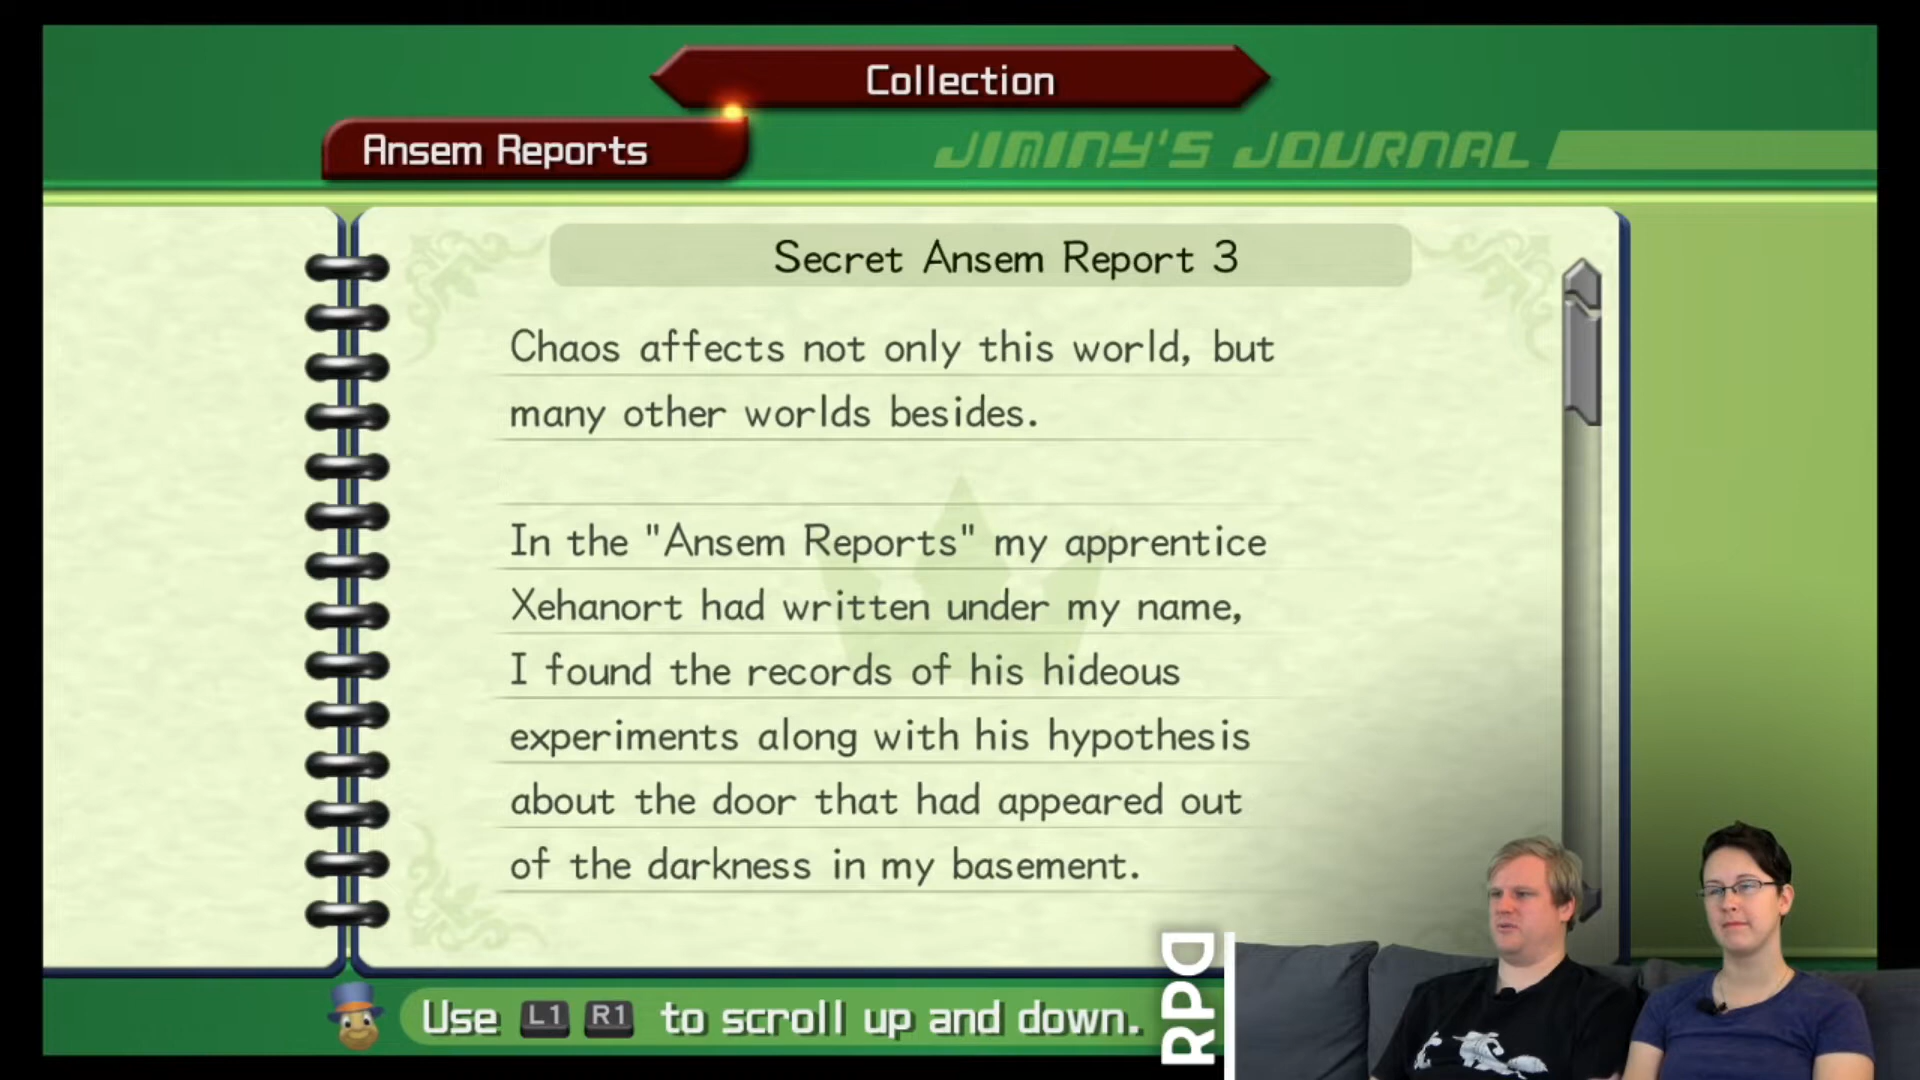 Collection
Ansem Reports
JIMINY'S JOURNAL
Secret Ansem Report 3
Chaos affects not only this world, but
many other worlds besides.
In the "Ansem Reports" my apprentice
Xehanort had written under my name,
I found the records of his hideous
experiments along with his hypothesis
about the door that had appeared out
of the darkness in my basement.
Use L1 R1 to scroll up and down.
RPD